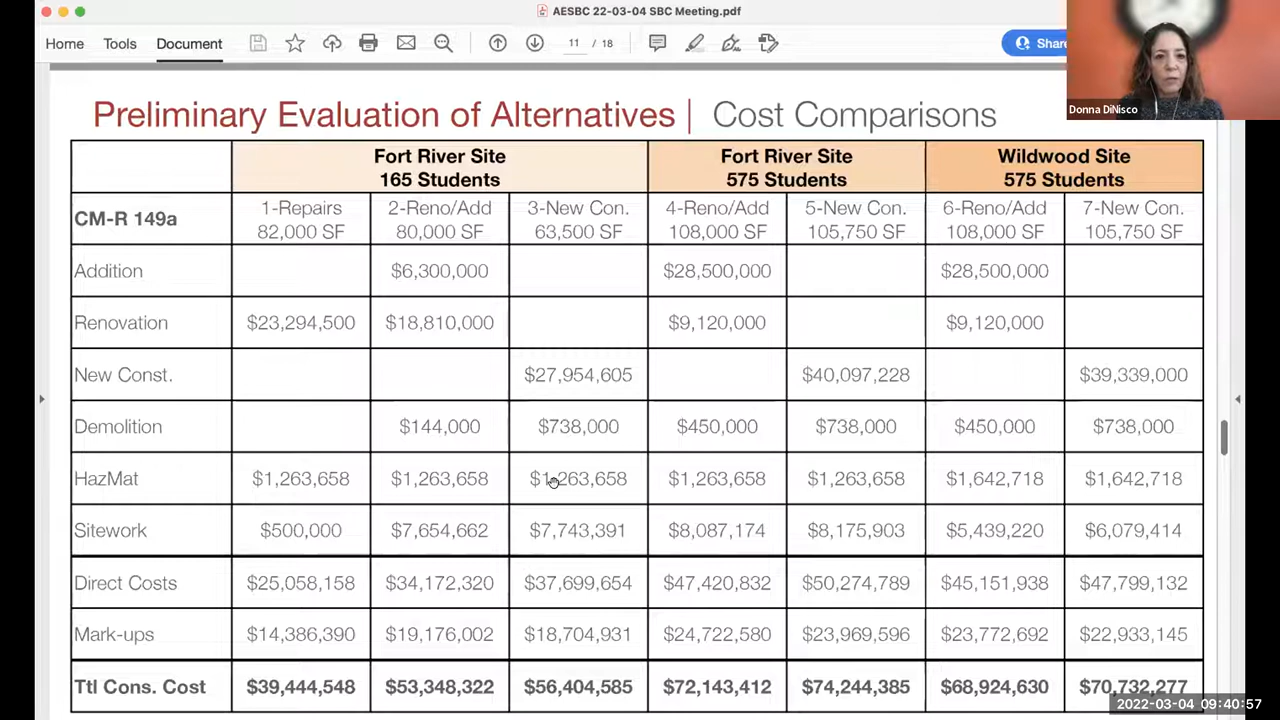 AESBC 22-03-04 SBC Meeting.pdf
Home Tools Document 11 / 18 Share
Donna DiNisco
Preliminary Evaluation of Alternatives | Cost Comparisons
Fort River Site Fort River Site Wildwood Site
165 Students 575 Students 575 Students
CM-R 149a
1-Repairs 2-Reno/Add 3-New Con. 4-Reno/Add 5-New Con. 6-Reno/Add 7-New Con.
82,000 SF 80,000 SF 63,500 SF 108,000 SF 105,750 SF 108,000 SF 105,750 SF
Addition $6,300,000 $28,500,000 $28,500,000
Renovation $23,294,500 $18,810,000 $9,120,000 $9,120,000
New Const. $27,954,605 $40,097,228 $39,339,000
Demolition $144,000 $738,000 $450,000 $738,000 $450,000 $738,000
HazMat $1,263,658 $1,263,658 $1,263,658 $1,263,658 $1,263,658 $1,642,718 $1,642,718
Sitework $500,000 $7,654,662 $7,743,391 $8,087,174 $8,175,903 $5,439,220 $6,079,414
Direct Costs $25,058,158 $34,172,320 $37,699,654 $47,420,832 $50,274,789 $45,151,938 $47,799,132
Mark-ups $14,386,390 $19,176,002 $18,704,931 $24,722,580 $23,969,596 $23,772,692 $22,933,145
Ttl Cons. Cost $39,444,548 $53,348,322 $56,404,585 $72,143,412 $74,244,385 $68,924,630 $70,732,277
2022-03-04 09:40:57